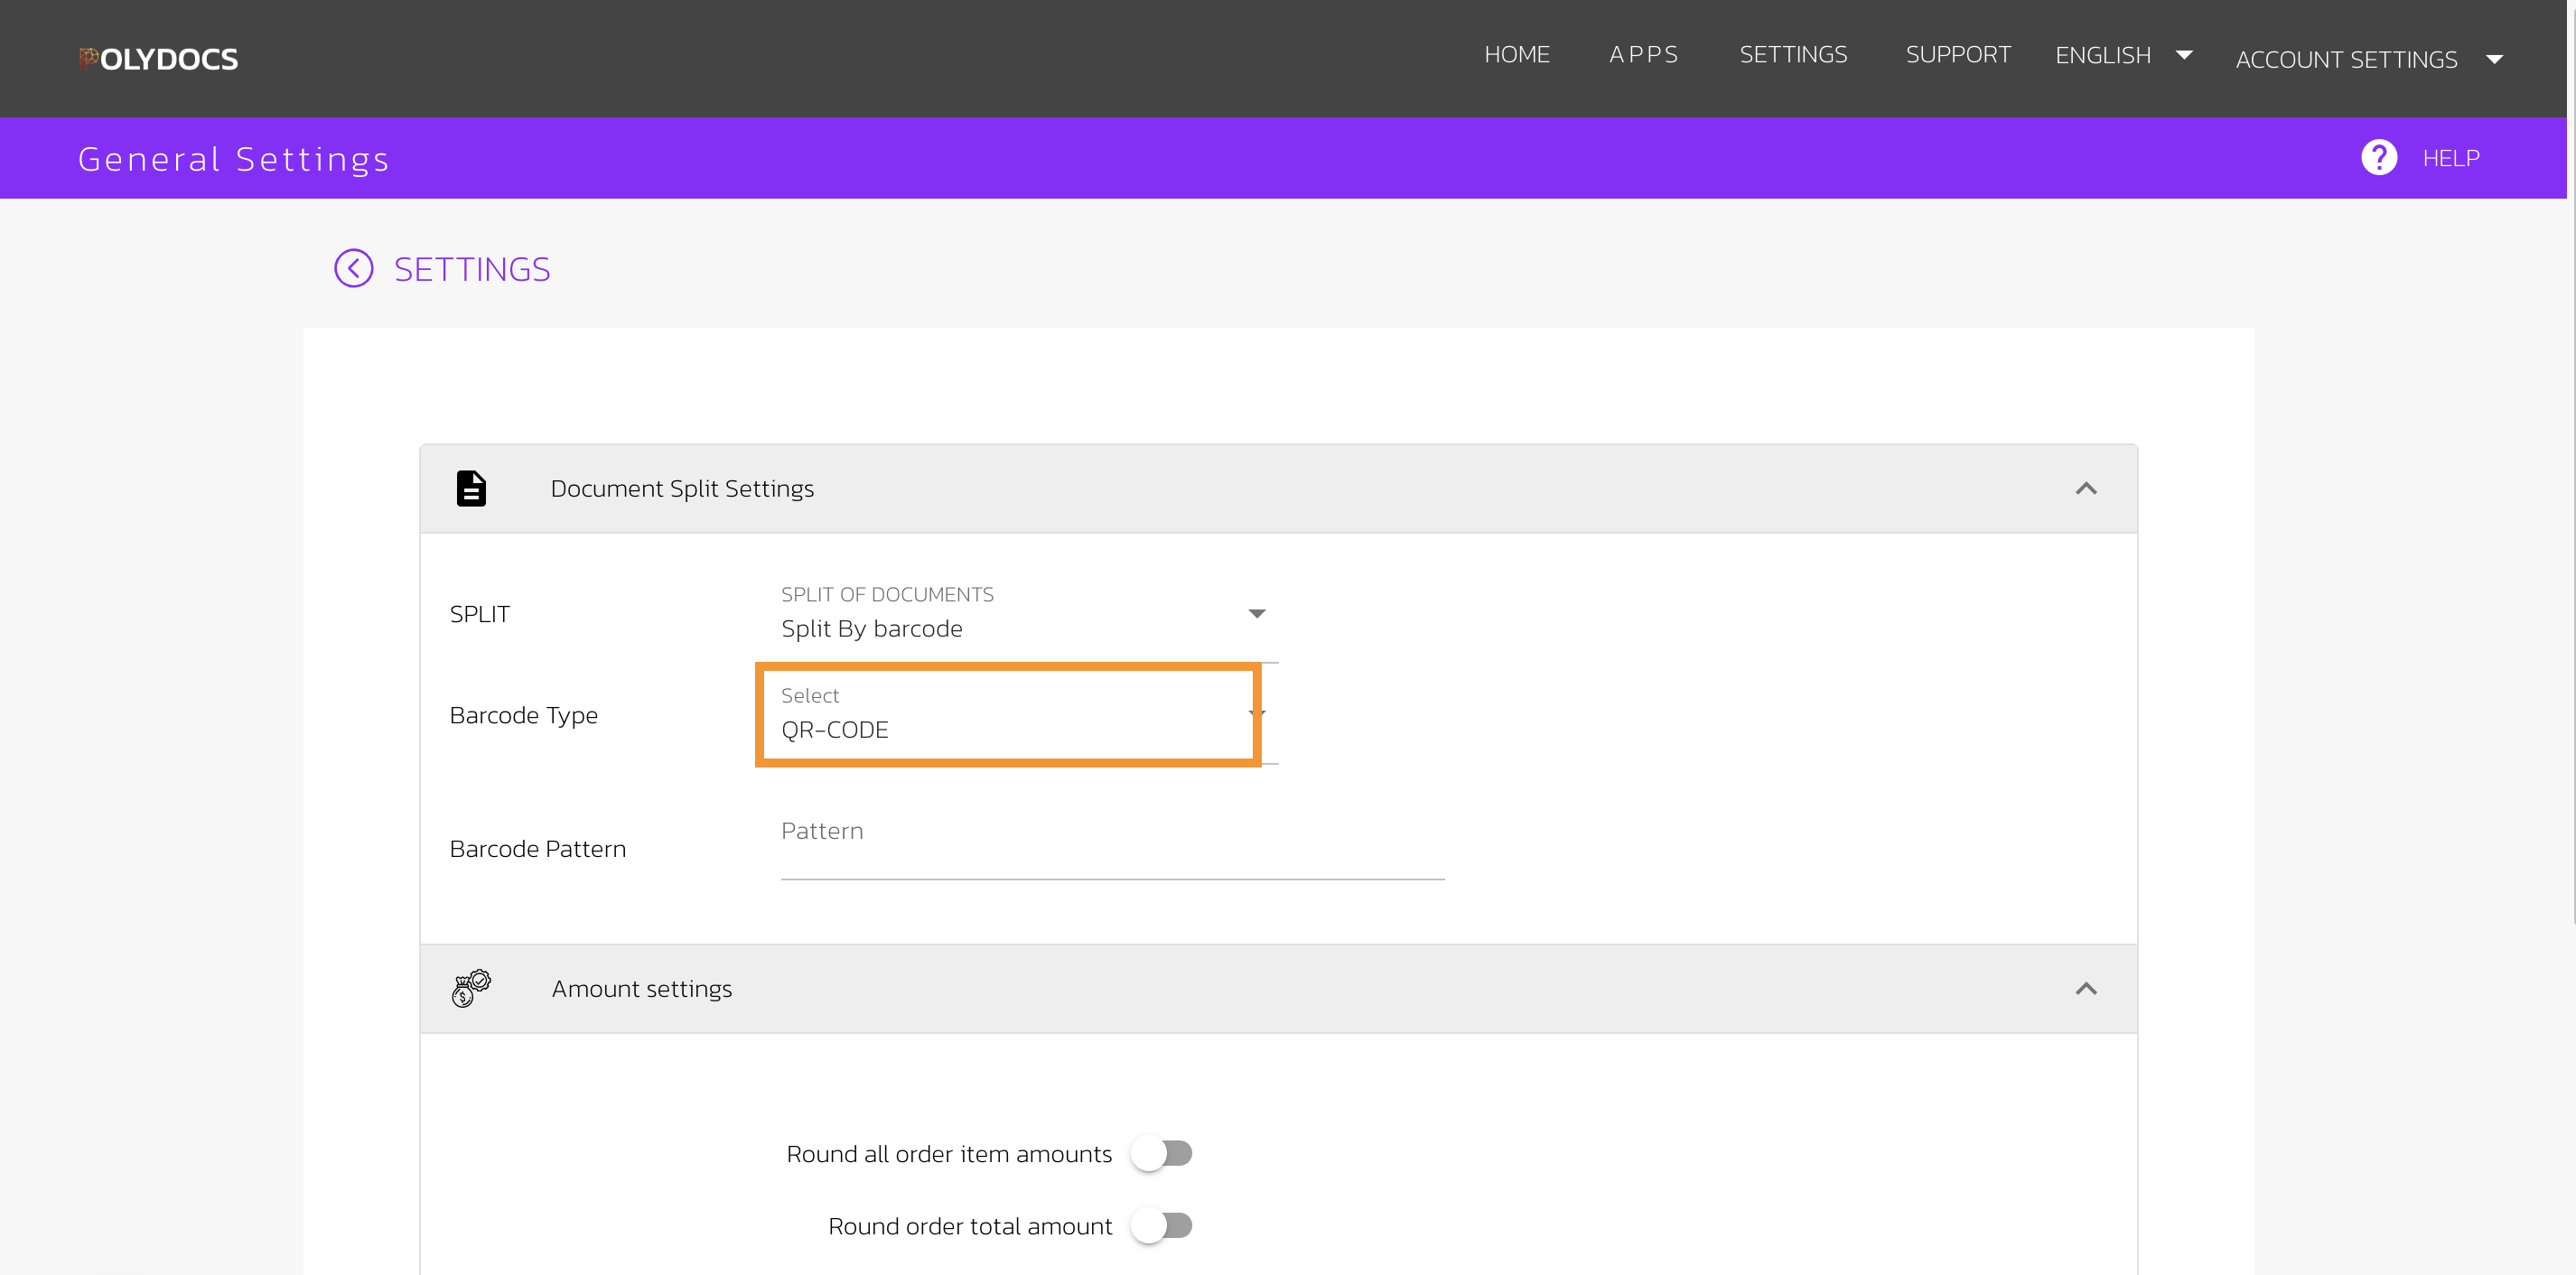 POLYDOCS
HOME APPS SETTINGS SUPPORT ENGLISH ACCOUNT SETTINGS
General Settings
? HELP
SETTINGS
Document Split Settings
SPLIT
SPLIT OF DOCUMENTS
Split By barcode
Barcode Type
Select
QR-CODE
Barcode Pattern
Pattern
Amount settings
Round all order item amounts
Round order total amount